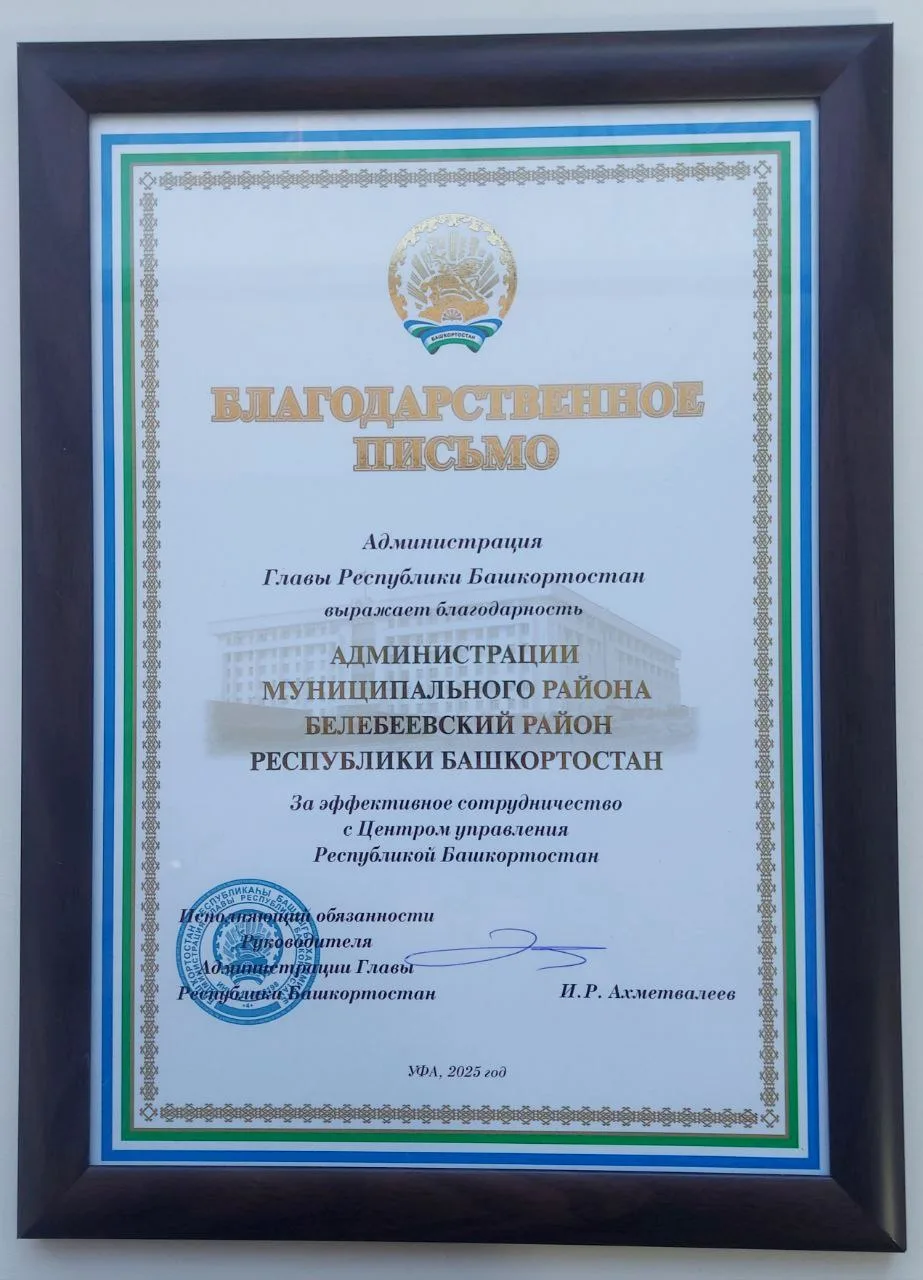 БАШКОРТОСТАН
БЛАГОДАРСТВЕННОЕ
ПИСЬМО
Администрация
Главы Республики Башкортостан
выражает благодарность
АДМИНИСТРАЦИИ
МУНИЦИПАЛЬНОГО РАЙОНА
БЕЛЕБЕЕВСКИЙ РАЙОН
РЕСПУБЛИКИ БАШКОРТОСТАН
За эффективное сотрудничество
с Центром управления
Республикой Башкортостан
Исполняющий обязанности
Руководителя
Администрации Главы
Республики Башкортостан
И.Р. Ахметвалеев
УФА, 2025 год